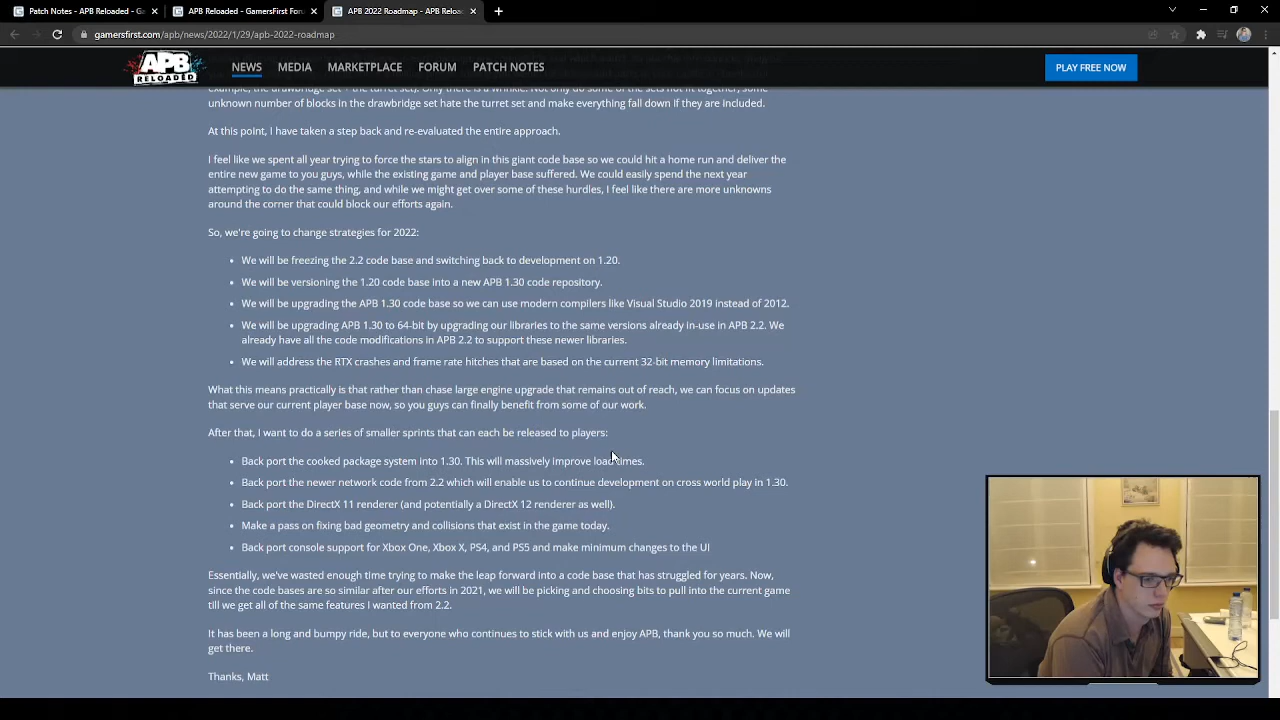 Patch Notes - APB Reloaded - Gam
APB Reloaded - GamersFirst Forum
APB 2022 Roadmap - APB Reload
gamersfirst.com/apb/news/2022/1/29/apb-2022-roadmap
APB
RELOADED
NEWS
MEDIA
MARKETPLACE
FORUM
PATCH NOTES
PLAY FREE NOW
example, the drawbridge set + the turret set). Only there is a wrinkle. Not only do some of the sets not fit together, some
unknown number of blocks in the drawbridge set hate the turret set and make everything fall down if they are included.
At this point, I have taken a step back and re-evaluated the entire approach.
I feel like we spent all year trying to force the stars to align in this giant code base so we could hit a home run and deliver the
entire new game to you guys, while the existing game and player base suffered. We could easily spend the next year
attempting to do the same thing, and while we might get over some of these hurdles, I feel like there are more unknowns
around the corner that could block our efforts again.
So, we're going to change strategies for 2022:
• We will be freezing the 2.2 code base and switching back to development on 1.20.
• We will be versioning the 1.20 code base into a new APB 1.30 code repository.
• We will be upgrading the APB 1.30 code base so we can use modern compilers like Visual Studio 2019 instead of 2012.
• We will be upgrading APB 1.30 to 64-bit by upgrading our libraries to the same versions already in-use in APB 2.2. We
already have all the code modifications in APB 2.2 to support these newer libraries.
• We will address the RTX crashes and frame rate hitches that are based on the current 32-bit memory limitations.
What this means practically is that rather than chase large engine upgrade that remains out of reach, we can focus on updates
that serve our current player base now, so you guys can finally benefit from some of our work.
After that, I want to do a series of smaller sprints that can each be released to players:
• Back port the cooked package system into 1.30. This will massively improve load times.
• Back port the newer network code from 2.2 which will enable us to continue development on cross world play in 1.30.
• Back port the DirectX 11 renderer (and potentially a DirectX 12 renderer as well).
• Make a pass on fixing bad geometry and collisions that exist in the game today.
• Back port console support for Xbox One, Xbox X, PS4, and PS5 and make minimum changes to the UI
Essentially, we've wasted enough time trying to make the leap forward into a code base that has struggled for years. Now,
since the code bases are so similar after our efforts in 2021, we will be picking and choosing bits to pull into the current game
till we get all of the same features I wanted from 2.2.
It has been a long and bumpy ride, but to everyone who continues to stick with us and enjoy APB, thank you so much. We will
get there.
Thanks, Matt